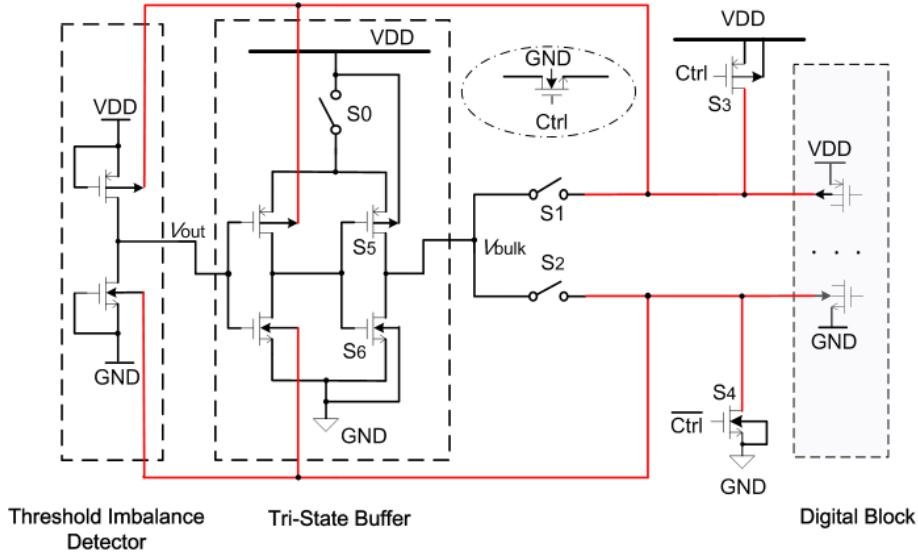 VDD
VDD
GND
Ctrl
S3
S0
VDD
Ctrl
VDD
S1
Vout
S5
Vbulk
. . .
S2
S6
GND
GND
S4
Ctrl
GND
GND
Threshold Imbalance
Detector
Tri-State Buffer
Digital Block